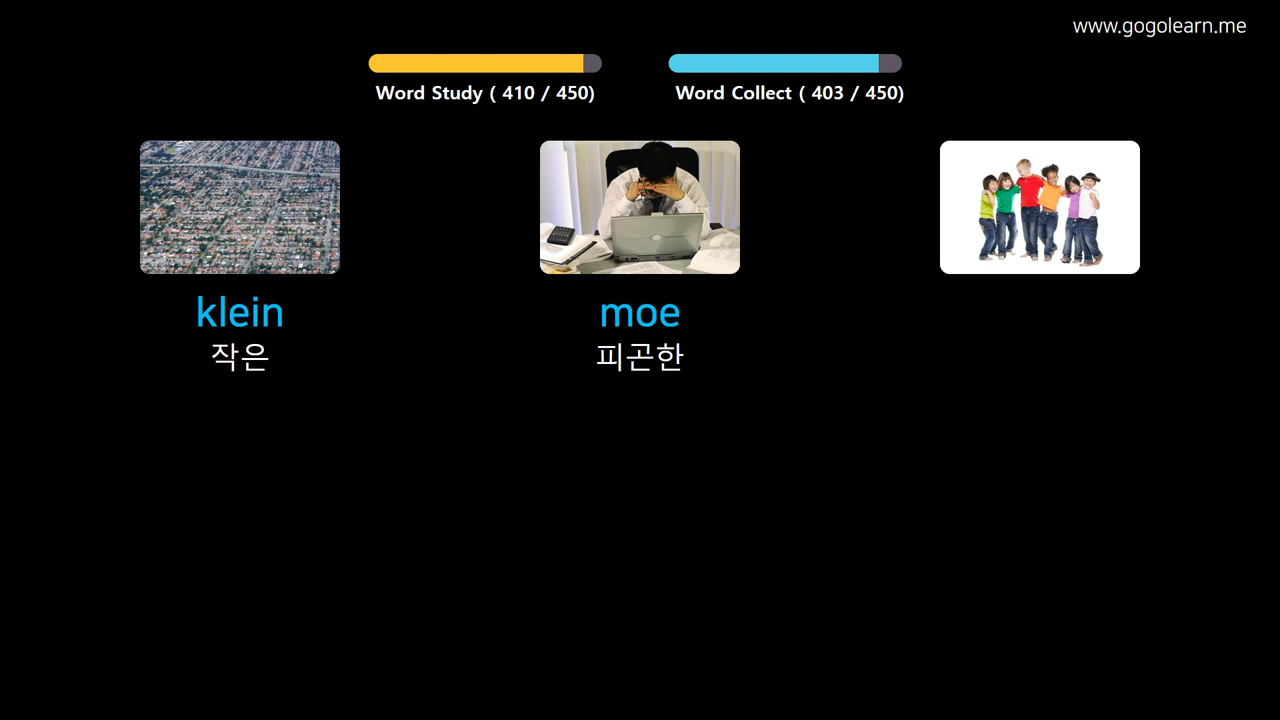 www.gogolearn.me
Word Study ( 410 / 450)
Word Collect ( 403 / 450)
klein
작은
moe
피곤한